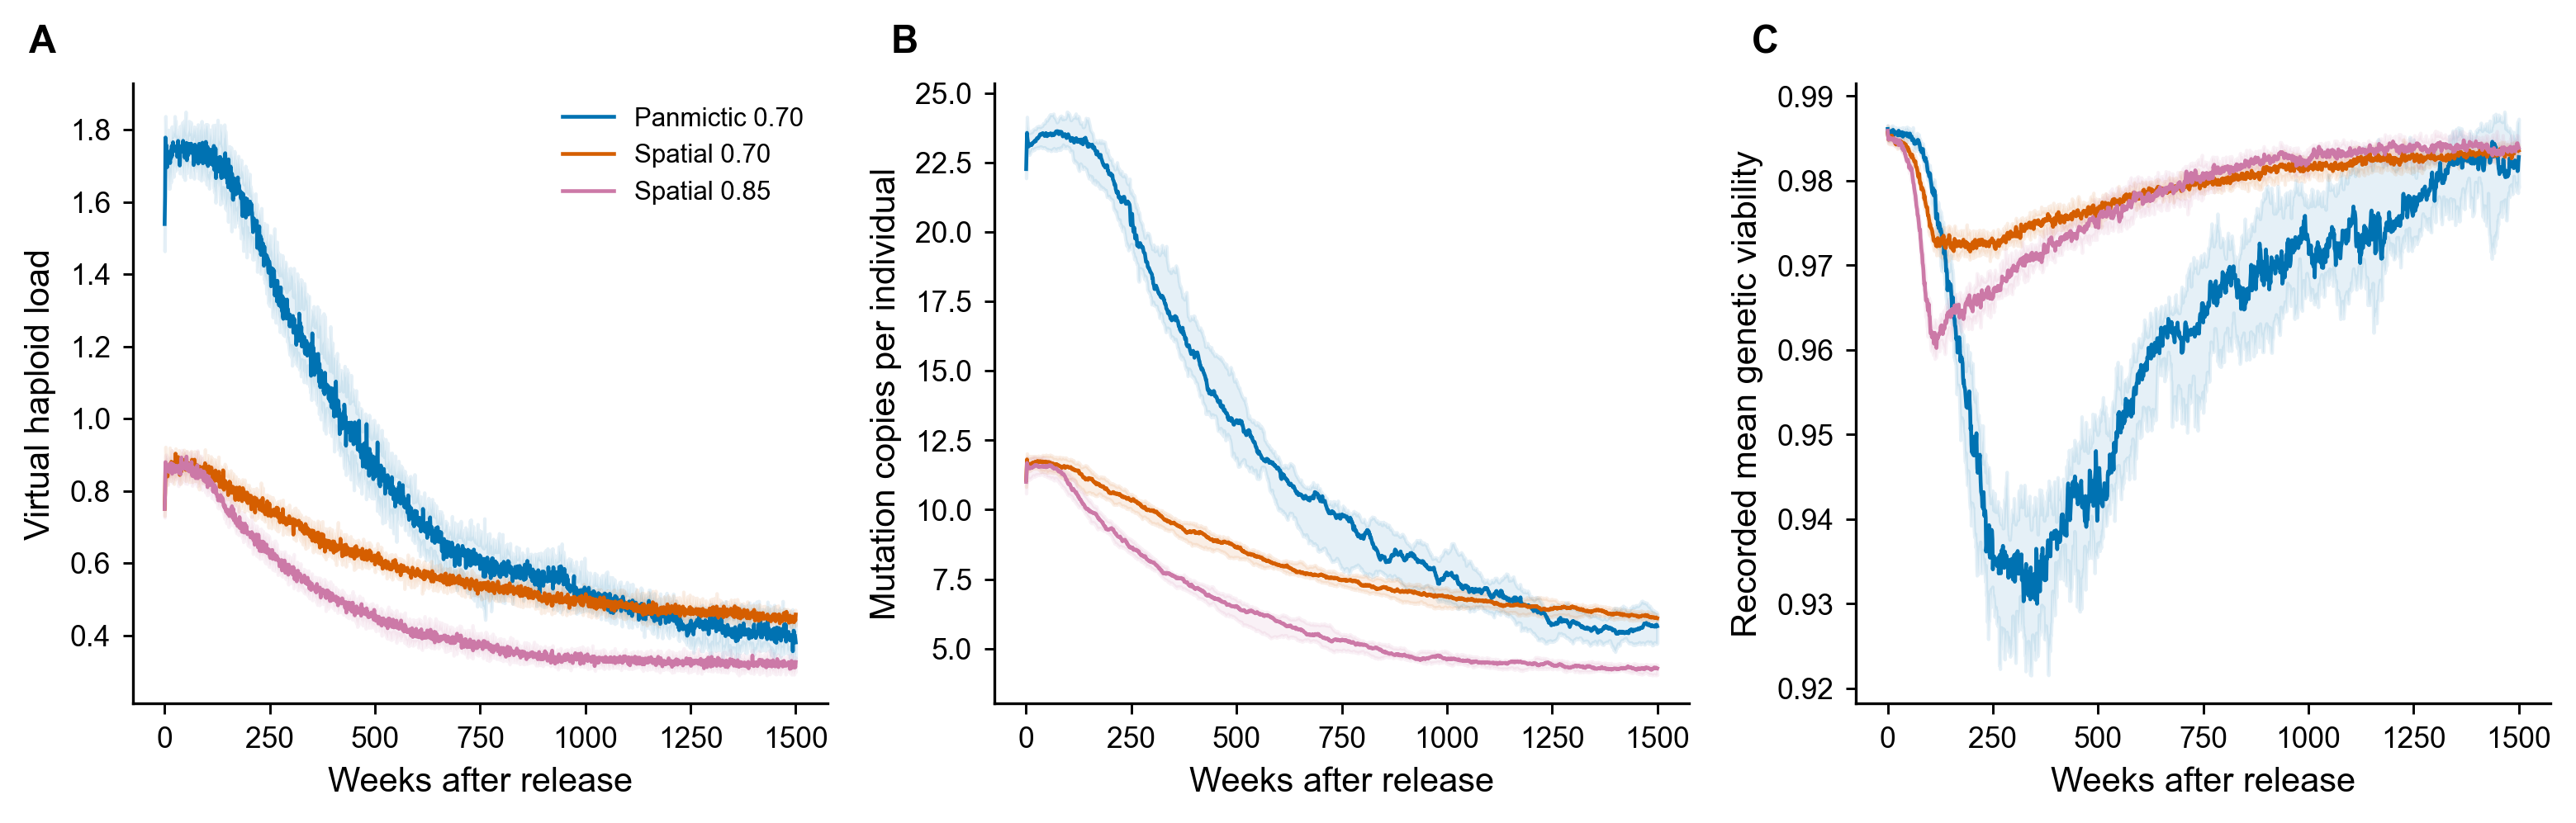 A
Virtual haploid load
1.8
1.6
1.4
1.2
1.0
0.8
0.6
0.4
Panmictic 0.70
Spatial 0.70
Spatial 0.85
0 250 500 750 1000 1250 1500
Weeks after release
B
Mutation copies per individual
25.0
22.5
20.0
17.5
15.0
12.5
10.0
7.5
5.0
0 250 500 750 1000 1250 1500
Weeks after release
C
Recorded mean genetic viability
0.99
0.98
0.97
0.96
0.95
0.94
0.93
0.92
0 250 500 750 1000 1250 1500
Weeks after release